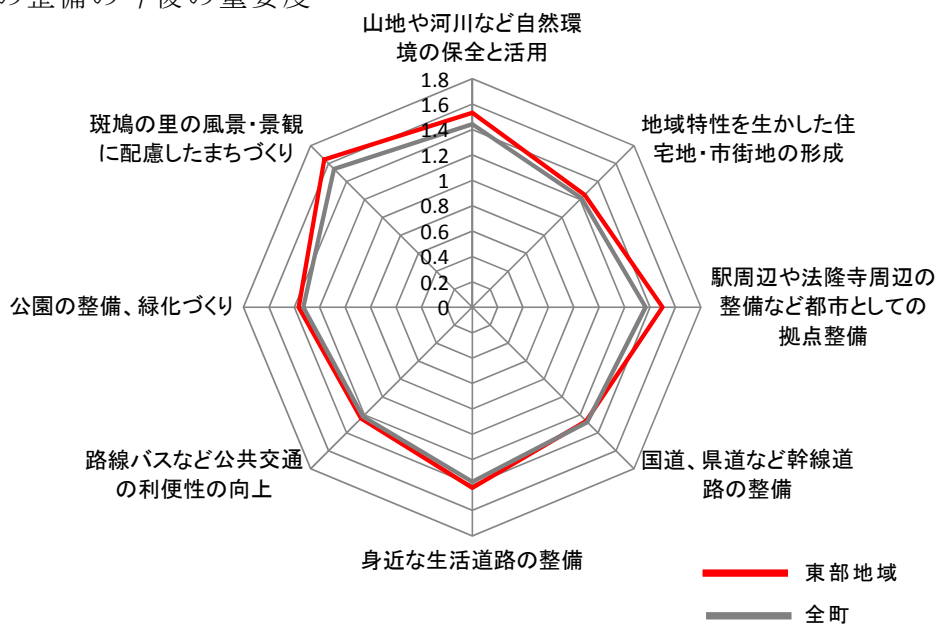 の整備の今後の重要度
山地や河川など自然環
境の保全と活用
1.8
1.6
1.4
1.2
1
0.8
0.6
0.4
0.2
0
斑鳩の里の風景・景観
に配慮したまちづくり
地域特性を生かした住
宅地・市街地の形成
公園の整備、緑化づくり
駅周辺や法隆寺周辺の
整備など都市としての
拠点整備
路線バスなど公共交通
の利便性の向上
国道、県道など幹線道
路の整備
身近な生活道路の整備
東部地域
全町